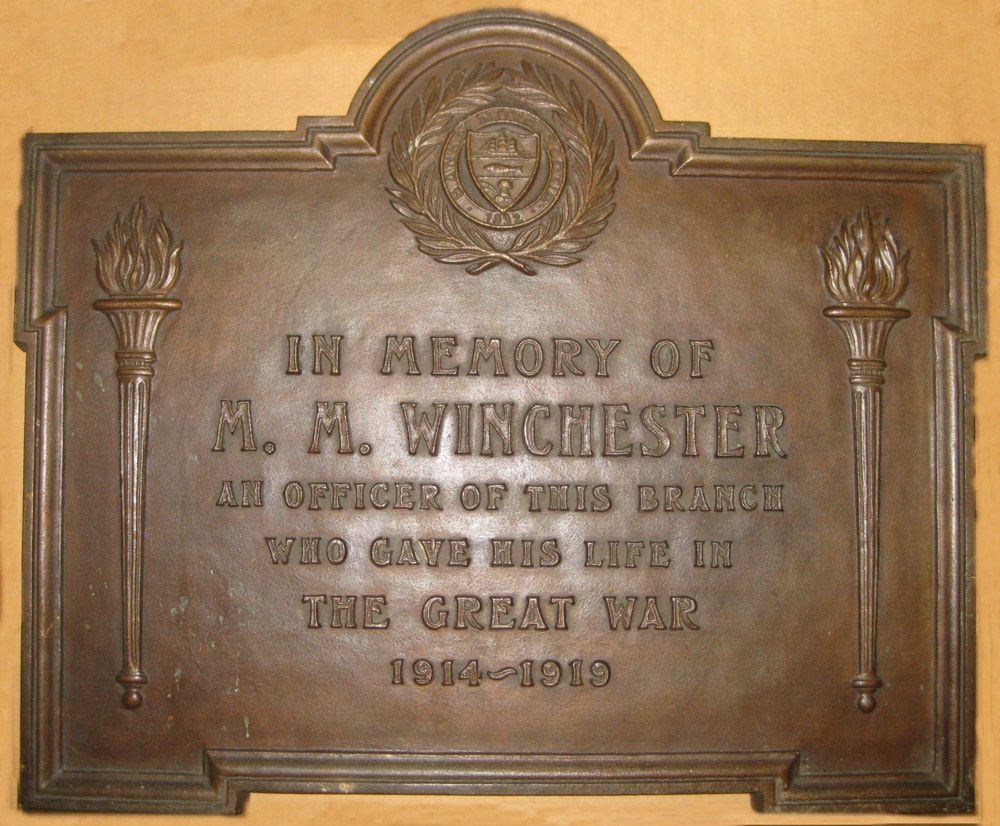 1832
IN MEMORY OF
M. M. WINCHESTER
AN OFFICER OF THIS BRANCH
WHO GAVE HIS LIFE IN
THE GREAT WAR
1914~1919